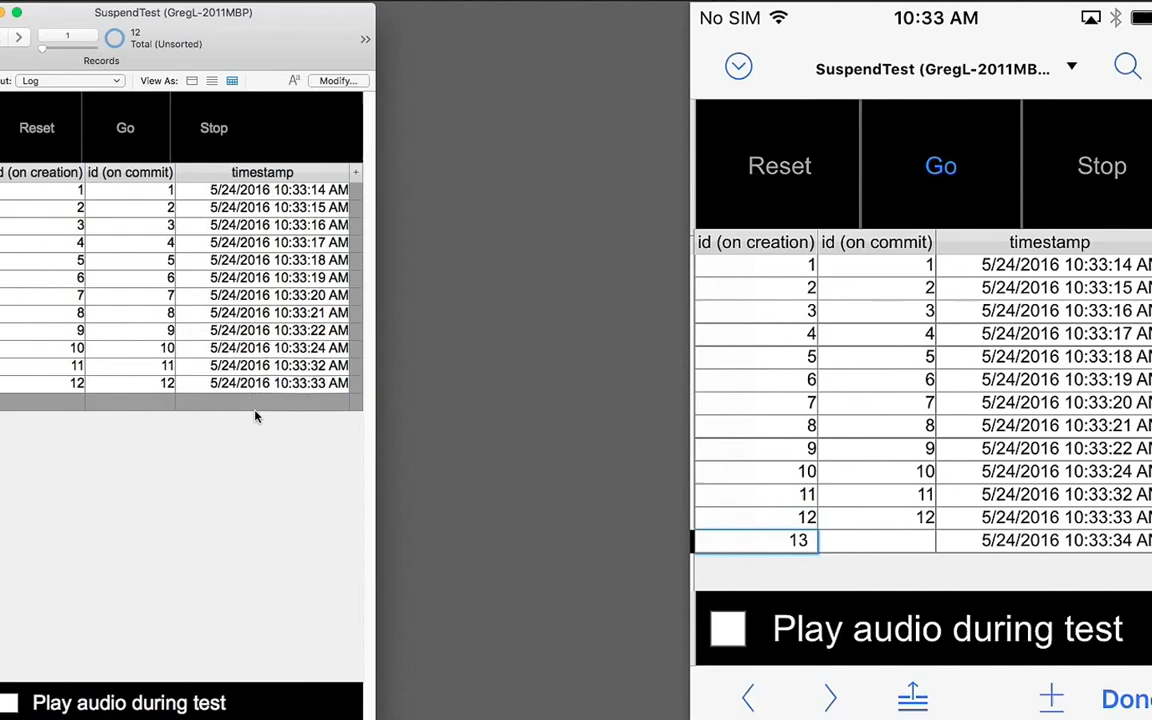 SuspendTest (GregL-2011MBP)
1
12
Total (Unsorted)
Records
ut: Log View As: Aa Modify...
Reset Go Stop
d (on creation) id (on commit) timestamp +
1 1 5/24/2016 10:33:14 AM
2 2 5/24/2016 10:33:15 AM
3 3 5/24/2016 10:33:16 AM
4 4 5/24/2016 10:33:17 AM
5 5 5/24/2016 10:33:18 AM
6 6 5/24/2016 10:33:19 AM
7 7 5/24/2016 10:33:20 AM
8 8 5/24/2016 10:33:21 AM
9 9 5/24/2016 10:33:22 AM
10 10 5/24/2016 10:33:24 AM
11 11 5/24/2016 10:33:32 AM
12 12 5/24/2016 10:33:33 AM
Play audio during test
No SIM 10:33 AM
SuspendTest (GregL-2011MB...
Reset Go Stop
id (on creation) id (on commit) timestamp
1 1 5/24/2016 10:33:14 AM
2 2 5/24/2016 10:33:15 AM
3 3 5/24/2016 10:33:16 AM
4 4 5/24/2016 10:33:17 AM
5 5 5/24/2016 10:33:18 AM
6 6 5/24/2016 10:33:19 AM
7 7 5/24/2016 10:33:20 AM
8 8 5/24/2016 10:33:21 AM
9 9 5/24/2016 10:33:22 AM
10 10 5/24/2016 10:33:24 AM
11 11 5/24/2016 10:33:32 AM
12 12 5/24/2016 10:33:33 AM
13 5/24/2016 10:33:34 AM
Play audio during test
Done